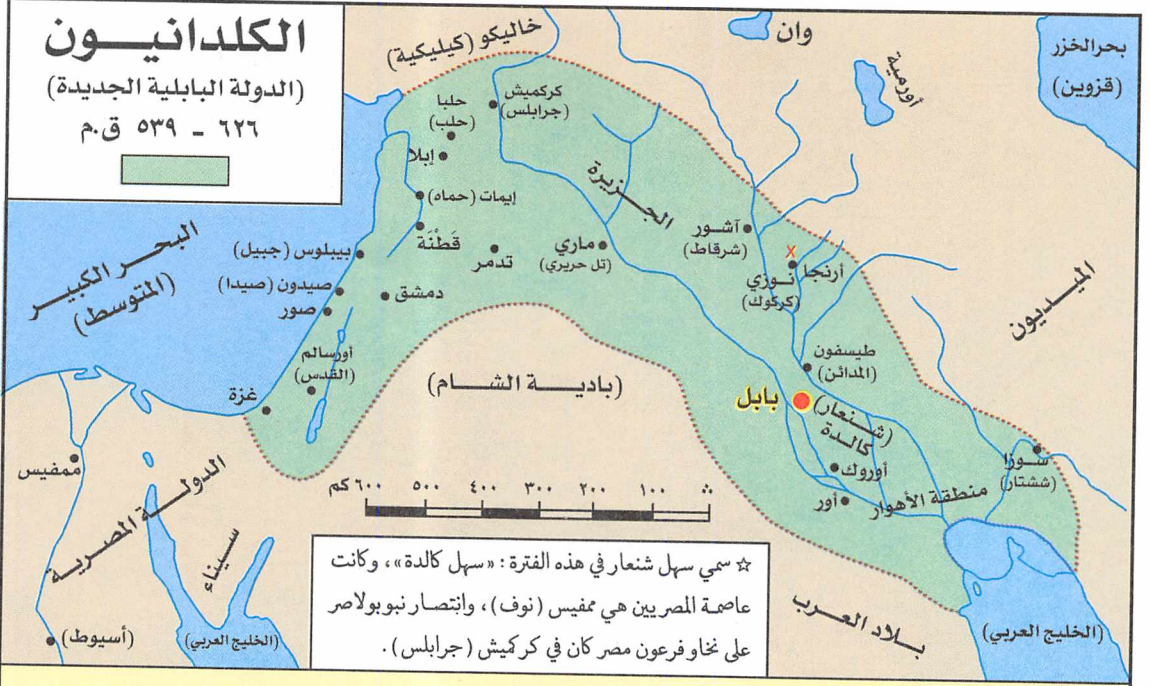 الكلدانيون
(الدولة البابلية الجديدة)
٦٢٦ - ٥٣٩ ق.م
خاليكو (كيليكية)
وان
أورمية
بحر الخزر
(قزوين)
كركميش
(جرابلس)
حلبا
(حلب)
إبلا
إيمات (حماه)
قَطْنَة
تدمر
ماري
(تل حريري)
الجزيرة
آشور
(شرقاط)
x
أرنجا
نوزي
(كركوك)
الميديون
البحر الكبير
(المتوسط)
بيبلوس (جبيل)
صيدون (صيدا)
صور
دمشق
أورسالم
(القدس)
غزة
(بادية الشام)
طيسفون
(المدائن)
بابل
(شنعار)
كالدة
أوروك
أور
منطقة الأهوار
سوزا
(ششتار)
ممفيس
الدولة المصرية
سيناء
(أسيوط)
(الخليج العربي)
٦٠٠ كم ٥٠٠ ٤٠٠ ٣٠٠ ٢٠٠ ١٠٠
بلاد العرب
(الخليج العربي)
☆ سمي سهل شنعار في هذه الفترة: «سهل كالدة»، وكانت
عاصمة المصريين هي ممفيس (نوف)، وانتصار نبوبولاصر
على نخاو فرعون مصر كان في كركميش (جرابلس).